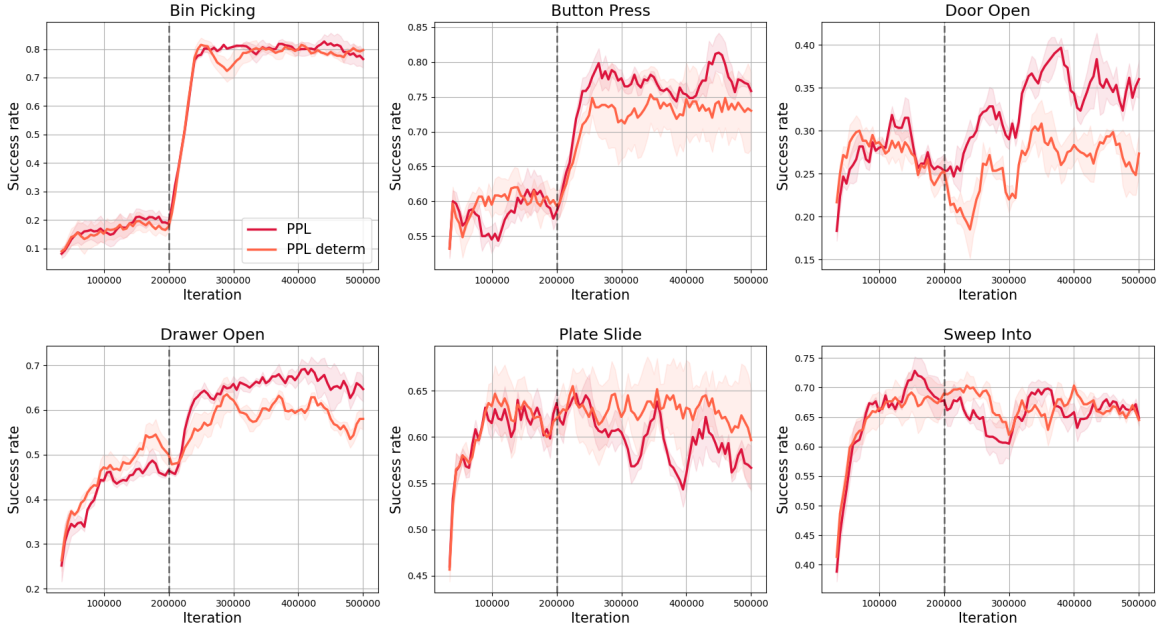 Bin Picking
Success rate
0.8
0.7
0.6
0.5
0.4
0.3
0.2
0.1
PPL
PPL determ
100000 200000 300000 400000 500000
Iteration
Button Press
Success rate
0.85
0.80
0.75
0.70
0.65
0.60
0.55
100000 200000 300000 400000 500000
Iteration
Door Open
Success rate
0.40
0.35
0.30
0.25
0.20
0.15
100000 200000 300000 400000 500000
Iteration
Drawer Open
Success rate
0.7
0.6
0.5
0.4
0.3
0.2
100000 200000 300000 400000 500000
Iteration
Plate Slide
Success rate
0.65
0.60
0.55
0.50
0.45
100000 200000 300000 400000 500000
Iteration
Sweep Into
Success rate
0.75
0.70
0.65
0.60
0.55
0.50
0.45
0.40
100000 200000 300000 400000 500000
Iteration